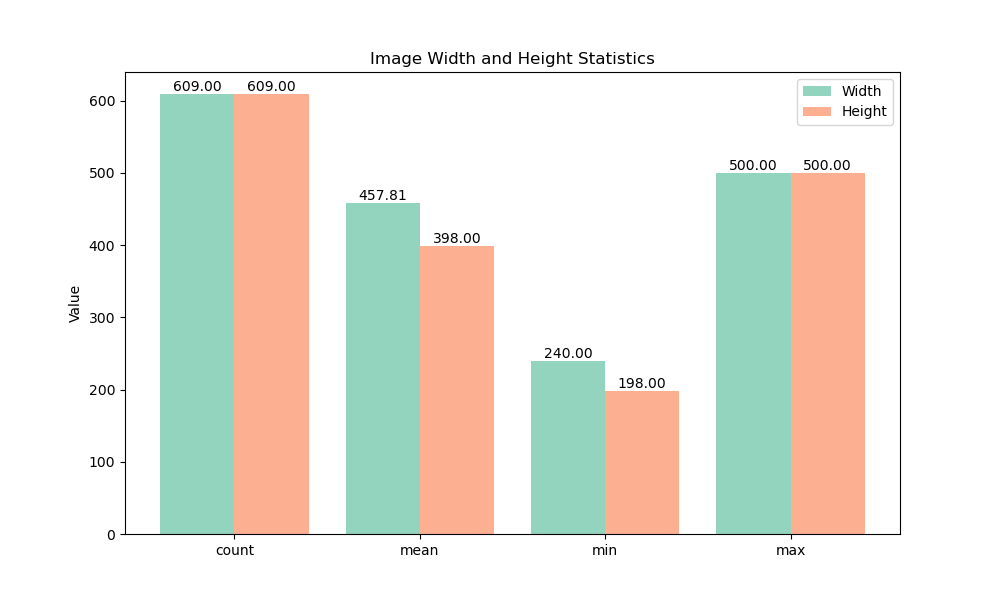 Image Width and Height Statistics
609.00 609.00
457.81
398.00
240.00
198.00
500.00 500.00
Width
Height
Value
600
500
400
300
200
100
0
count mean min max